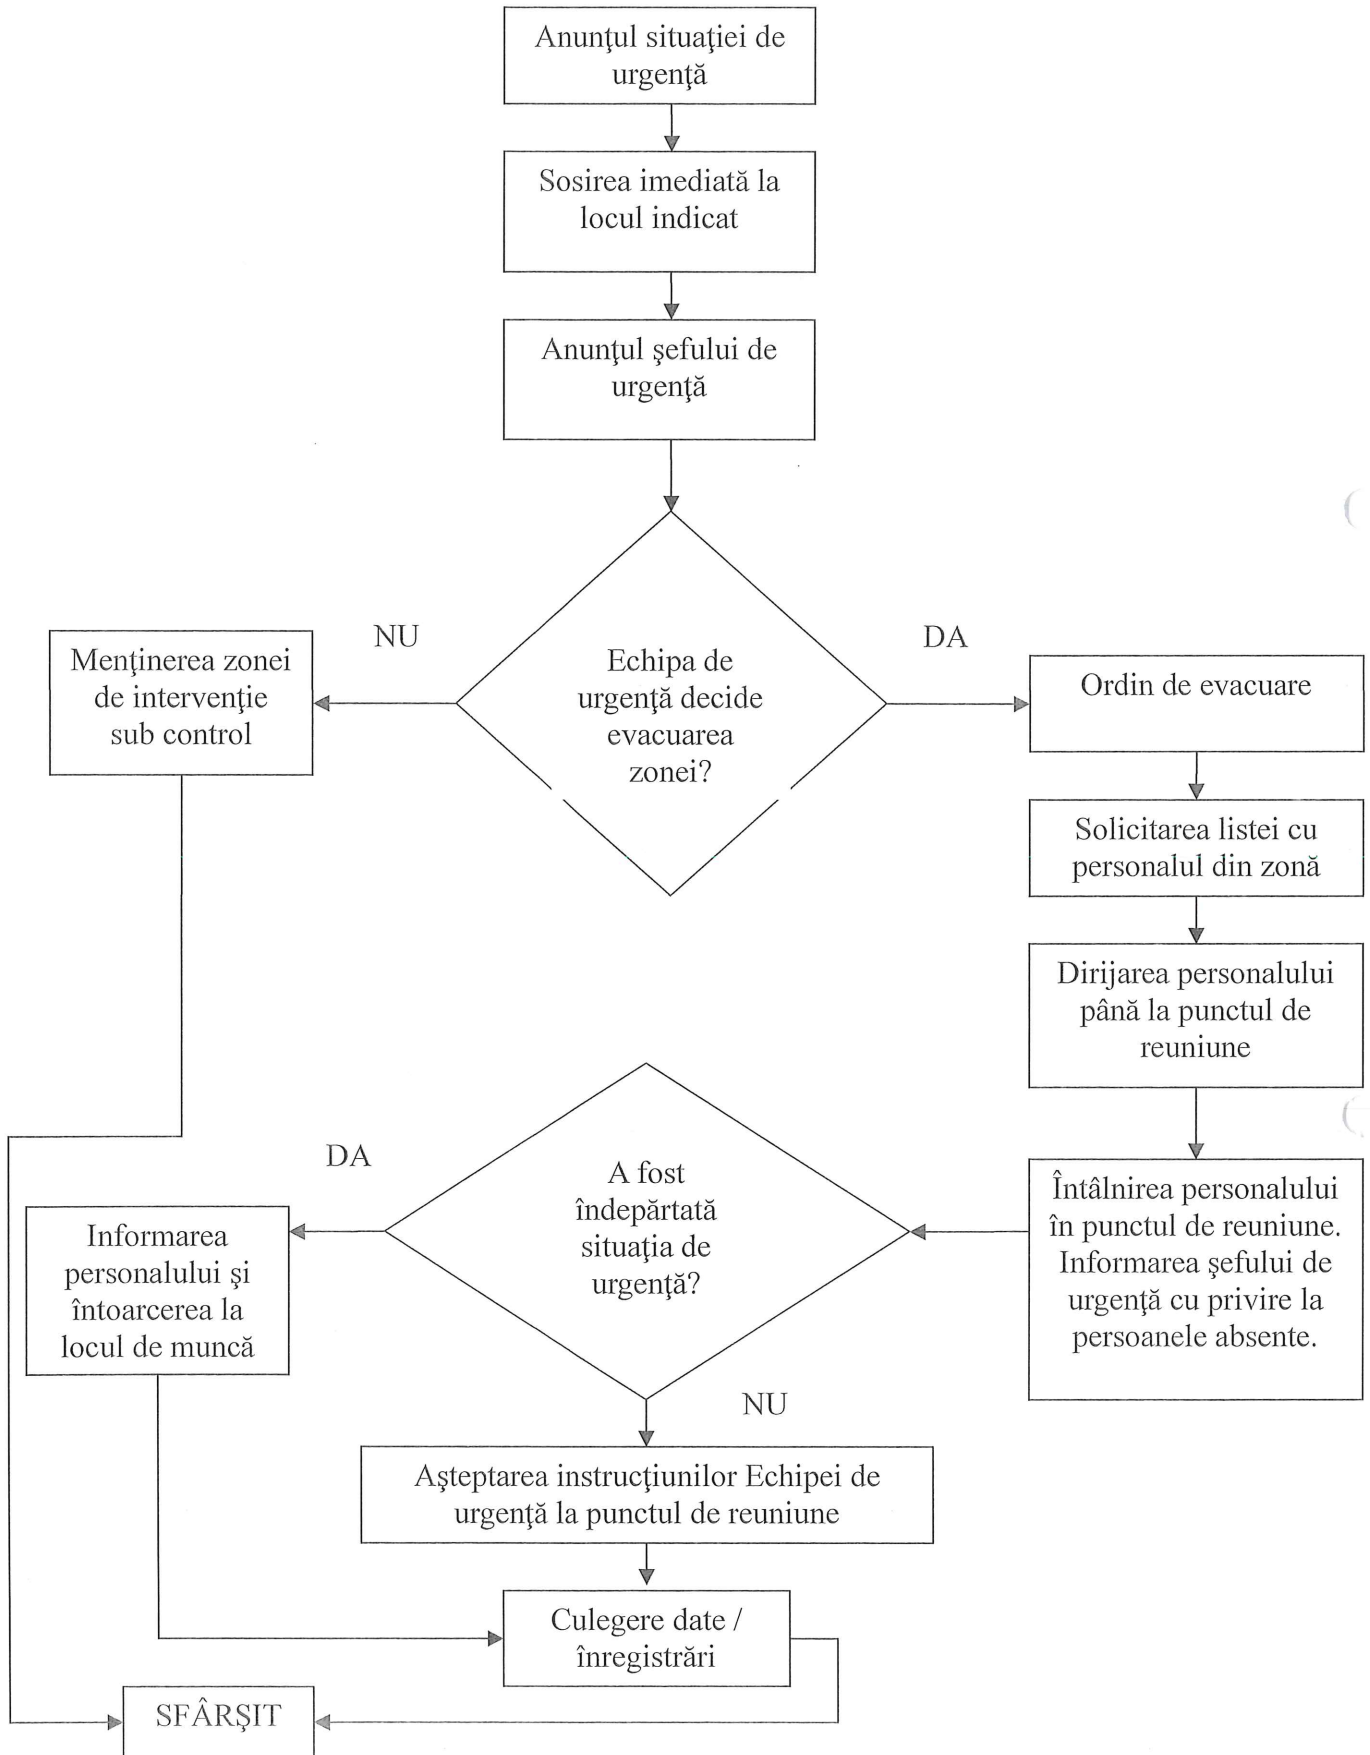 Anunţul situaţiei de
urgenţă
Sosirea imediată la
locul indicat
Anunţul şefului de
urgenţă
NU
DA
Menţinerea zonei
de intervenţie
sub control
Echipa de
urgenţă decide
evacuarea
zonei?
Ordin de evacuare
Solicitarea listei cu
personalul din zonă
Dirijarea personalului
până la punctul de
reuniune
DA
A fost
îndepărtată
situaţia de
urgenţă?
Întâlnirea personalului
în punctul de reuniune.
Informarea şefului de
urgenţă cu privire la
persoanele absente.
Informarea
personalului şi
întoarcerea la
locul de muncă
NU
Aşteptarea instrucţiunilor Echipei de
urgenţă la punctul de reuniune
Culegere date /
înregistrări
SFÂRŞIT